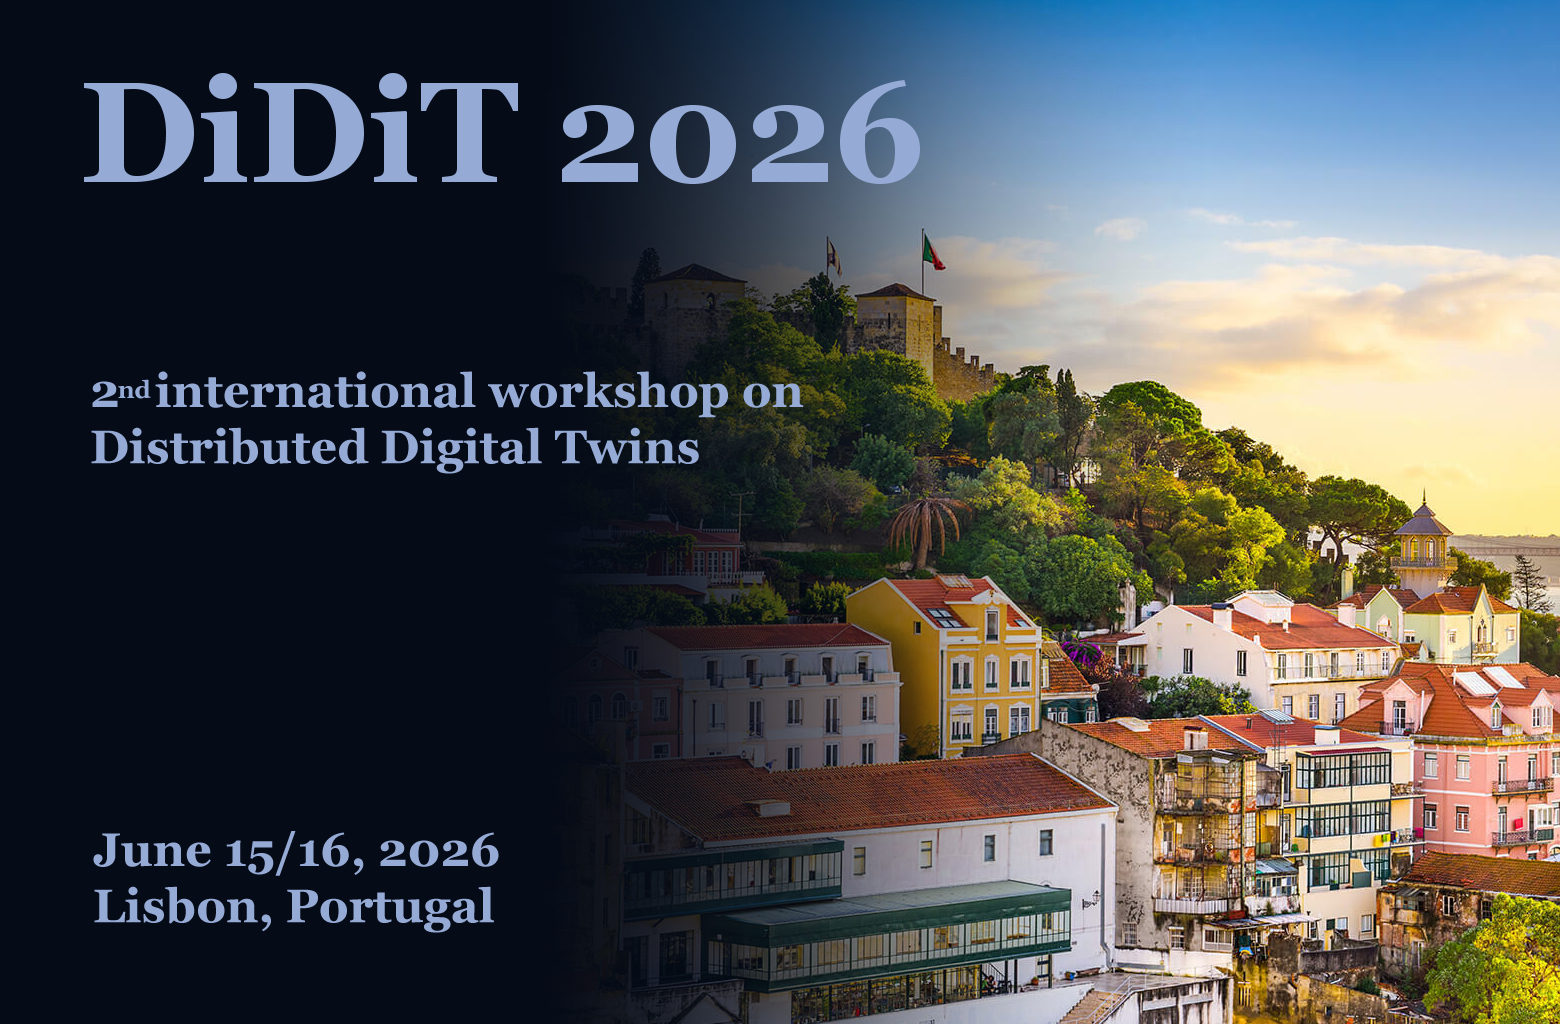 DiDiT 2026
2nd international workshop on
Distributed Digital Twins
June 15/16, 2026
Lisbon, Portugal